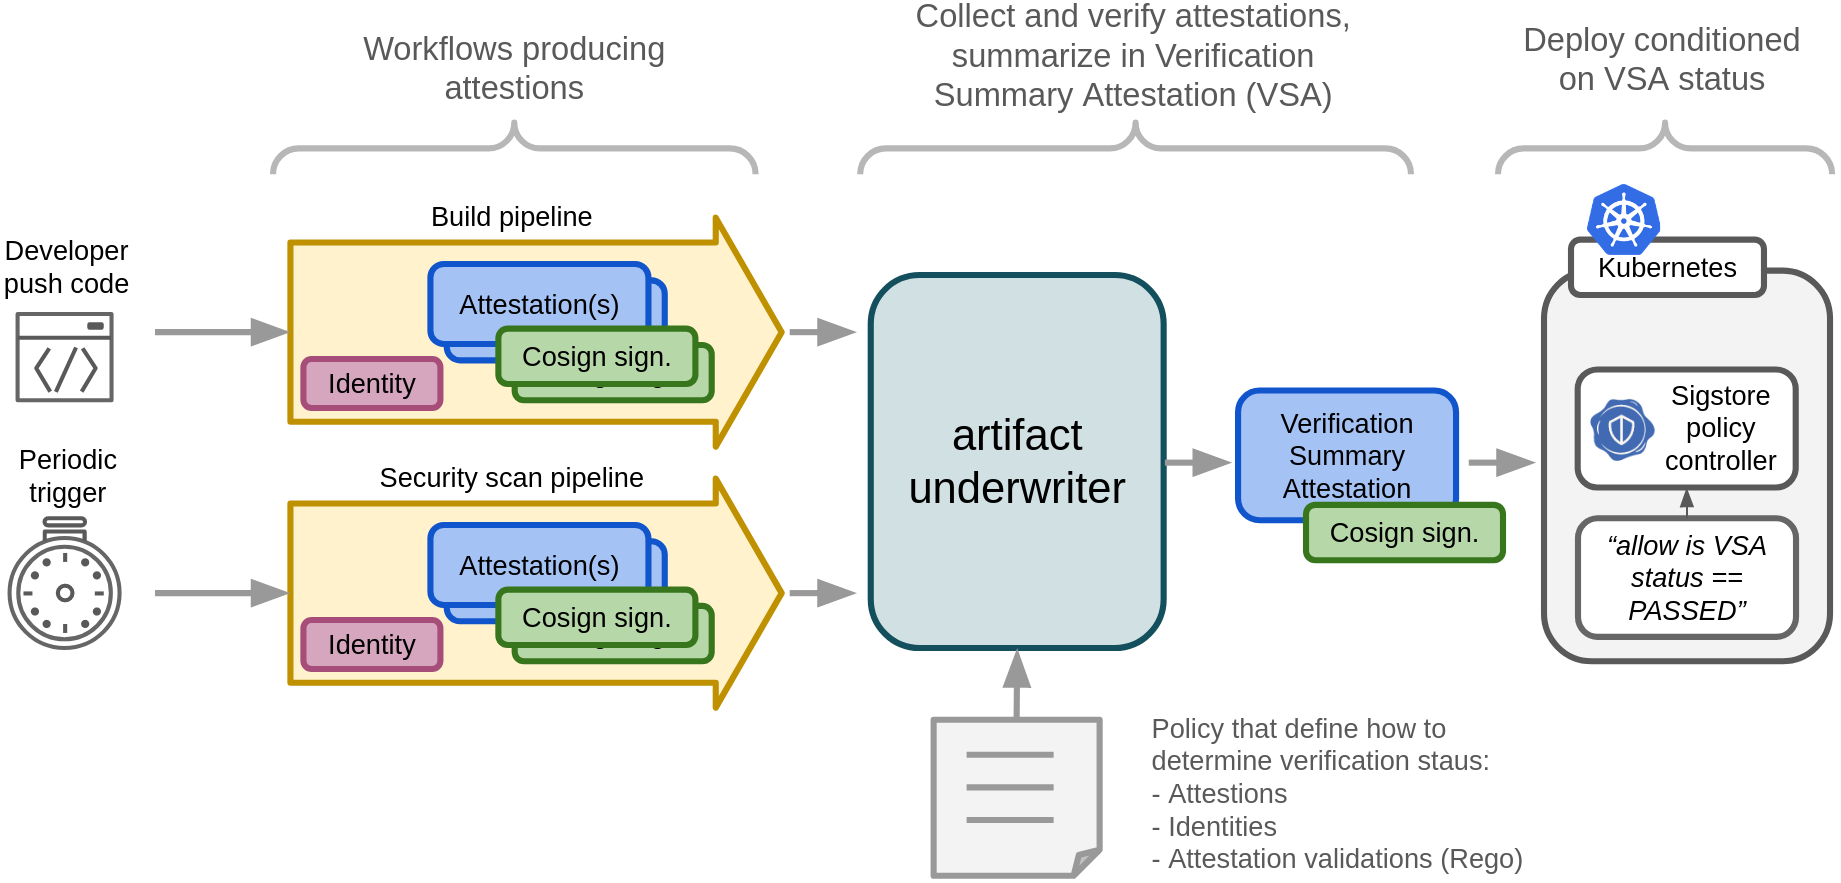 Workflows producing
attestions
Collect and verify attestations,
summarize in Verification
Summary Attestation (VSA)
Deploy conditioned
on VSA status
Developer
push code
Build pipeline
Attestation(s)
Cosign sign.
Identity
Periodic
trigger
Security scan pipeline
Attestation(s)
Cosign sign.
Identity
artifact
underwriter
Verification
Summary
Attestation
Cosign sign.
Kubernetes
Sigstore
policy
controller
“allow is VSA
status ==
PASSED”
Policy that define how to
determine verification staus:
- Attestions
- Identities
- Attestation validations (Rego)